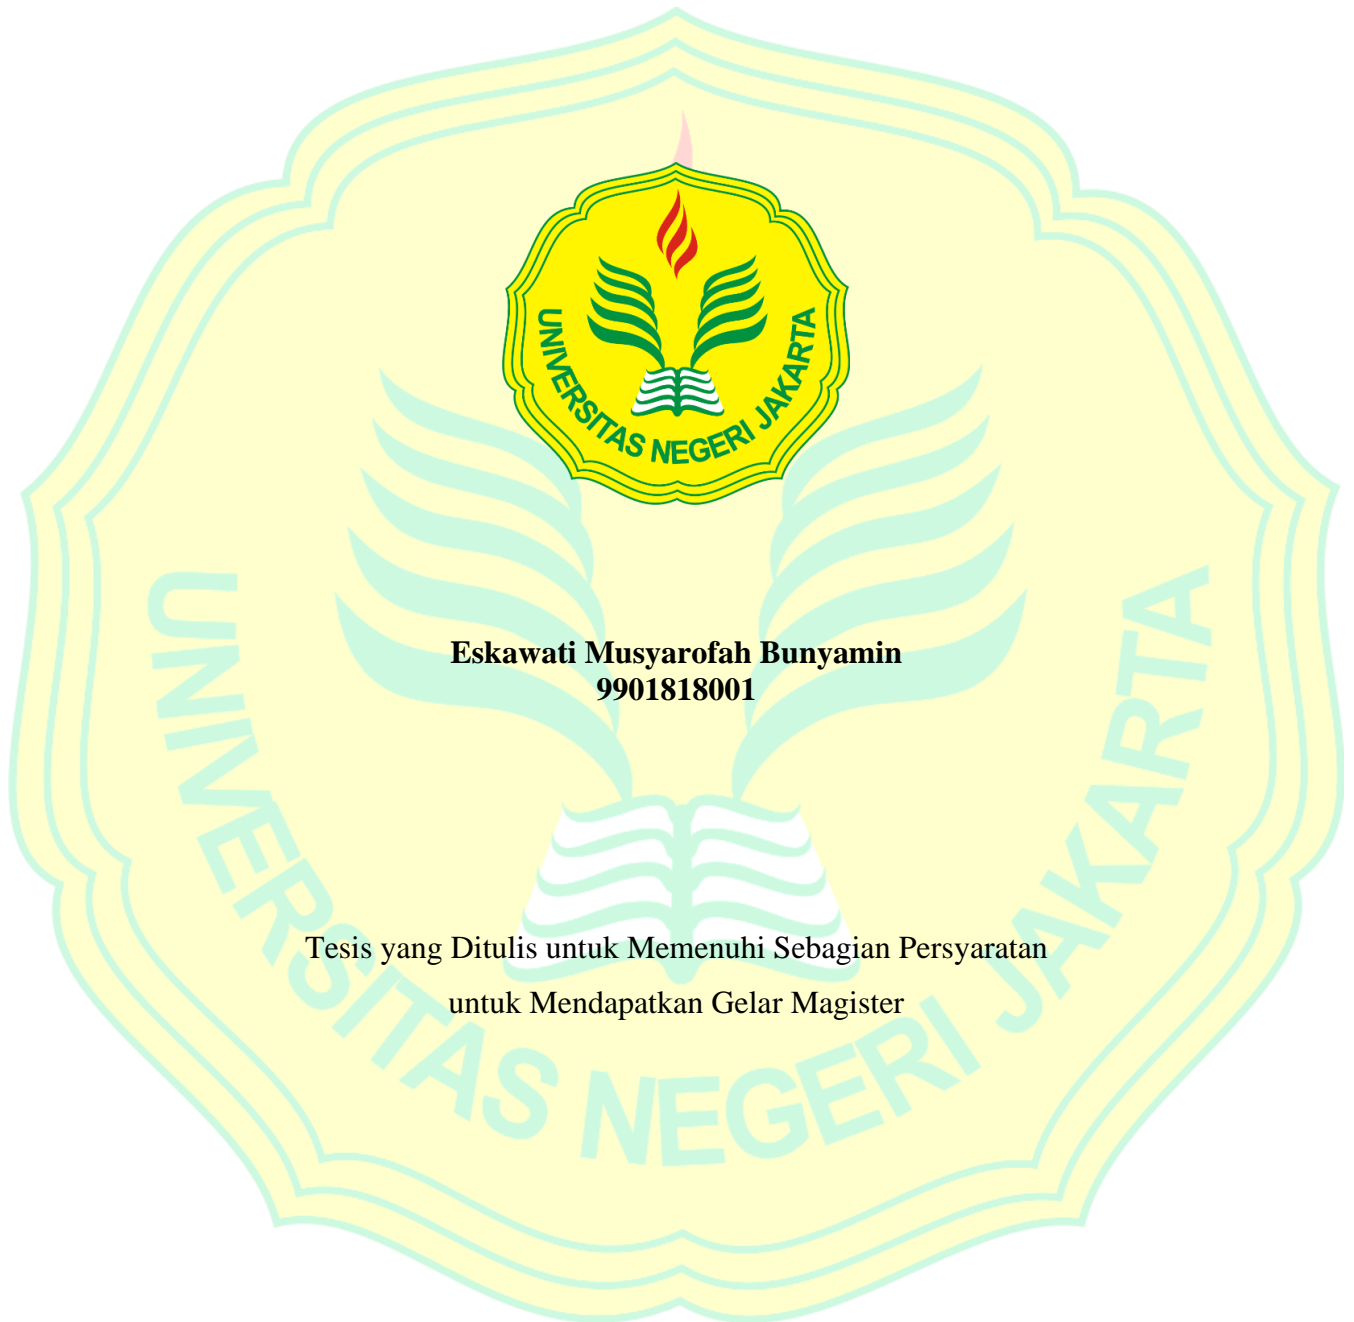 UNIVERSITAS NEGERI JAKARTA
Eskawati Musyarofah Bunyamin
9901818001
Tesis yang Ditulis untuk Memenuhi Sebagian Persyaratan
untuk Mendapatkan Gelar Magister
UNIVERSITAS NEGERI JAKARTA